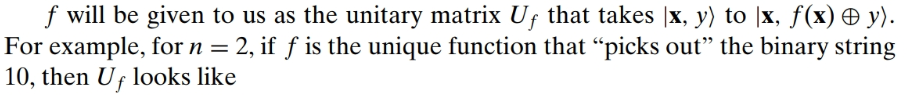 f will be given to us as the unitary matrix U_f that takes |x, y⟩ to |x, f(x) ⊕ y⟩.
For example, for n = 2, if f is the unique function that “picks out” the binary string
10, then U_f looks like